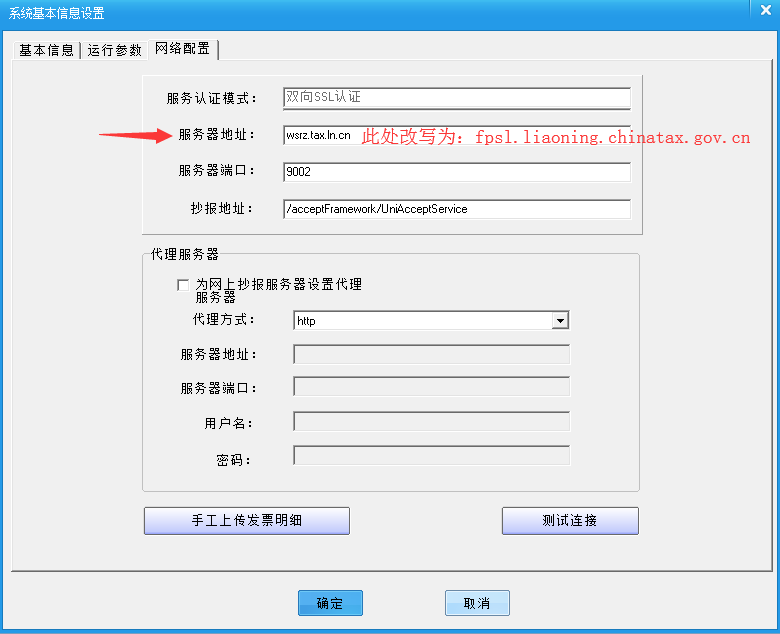 系统基本信息设置
基本信息 运行参数 网络配置
服务认证模式： 双向SSL认证
服务器地址： wsrz.tax.ln.cn 此处改写为：fpsl.liaoning.chinatax.gov.cn
服务器端口： 9002
抄报地址： /acceptFramework/UniAcceptService
代理服务器
为网上抄报服务器设置代理
服务器
代理方式： http
服务器地址：
服务器端口：
用户名：
密码：
手工上传发票明细 测试连接
确定 取消